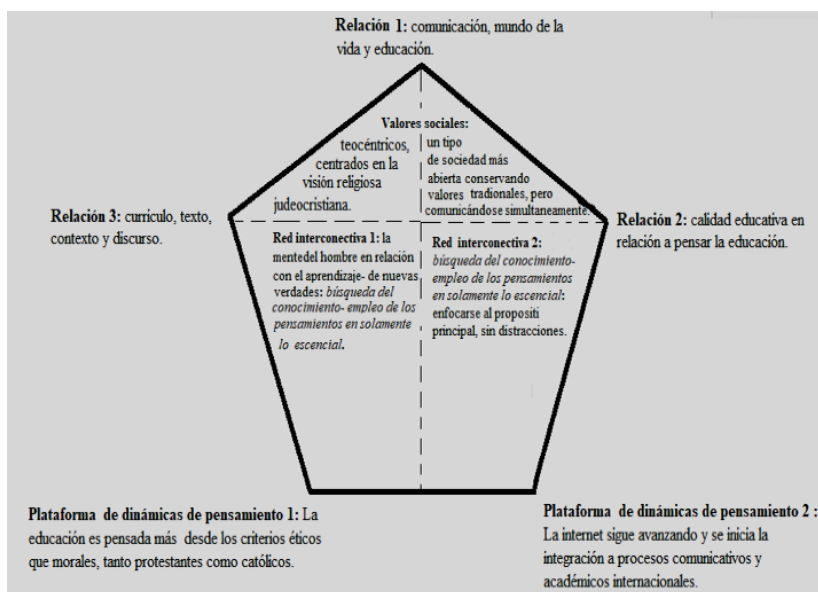 Relación 1: comunicación, mundo de la
vida y educación.
Valores sociales:
teocéntricos,
centrados en la
visión religiosa
judeocristiana.
un tipo
de sociedad más
abierta conservando
valores tradionales, pero
comunicándose simultaneamente.
Relación 3: currículo, texto,
contexto y discurso.
Relación 2: calidad educativa en
relación a pensar la educación.
Red interconectiva 1: la
mentedel hombre en relación
con el aprendizaje- de nuevas
verdades: búsqueda del
conocimiento- empleo de los
pensamientos en solamente
lo escencial.
Red interconectiva 2:
búsqueda del conocimiento-
empleo de los pensamientos
en solamente lo escencial:
enfocarse al propositi
principal, sin distracciones.
Plataforma de dinámicas de pensamiento 1: La
educación es pensada más desde los criterios éticos
que morales, tanto protestantes como católicos.
Plataforma de dinámicas de pensamiento 2 :
La internet sigue avanzando y se inicia la
integración a procesos comunicativos y
académicos internacionales.